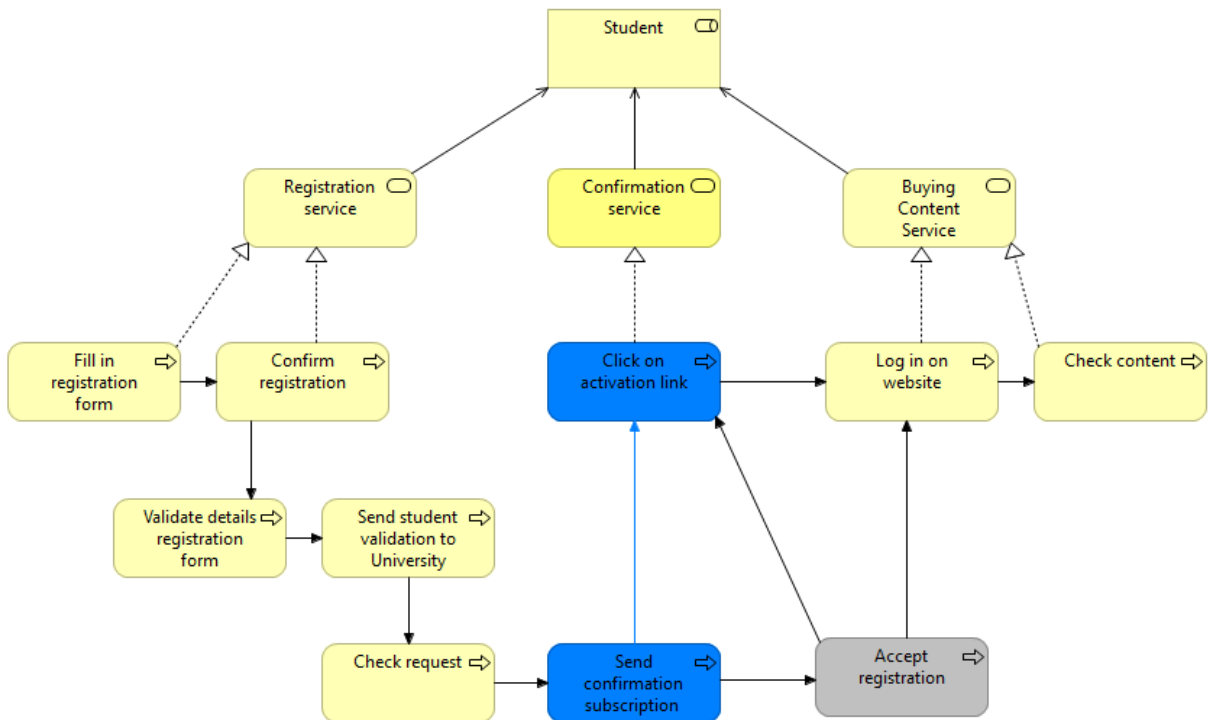 Student
Registration
service
Confirmation
service
Buying
Content
Service
Fill in
registration
form
Confirm
registration
Click on
activation link
Log in on
website
Check content
Validate details
registration
form
Send student
validation to
University
Check request
Send
confirmation
subscription
Accept
registration